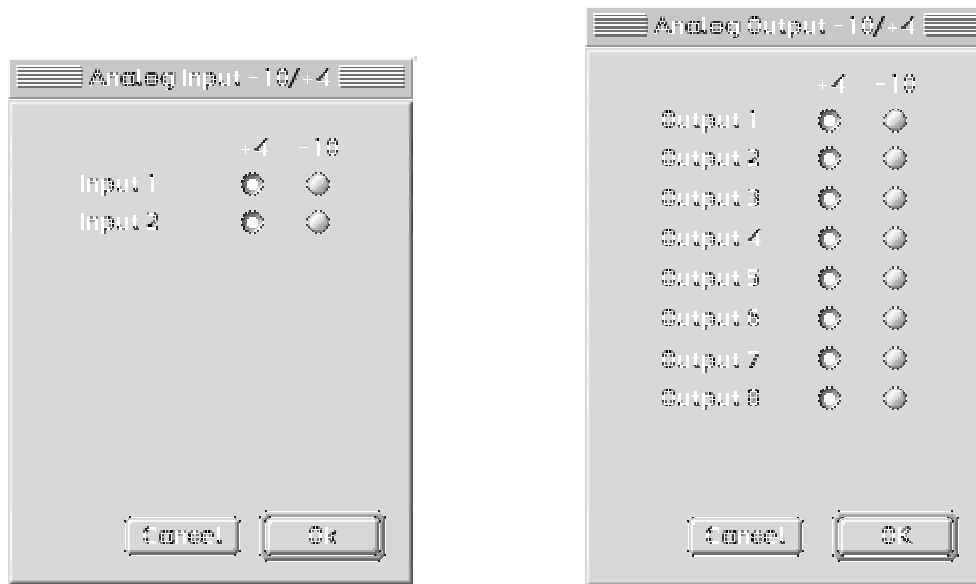 Analog Input -10/+4
+4 -10
Input 1
Input 2
Cancel Ok
Analog Output -10/+4
+4 -10
Output 1
Output 2
Output 3
Output 4
Output 5
Output 6
Output 7
Output 8
Cancel OK